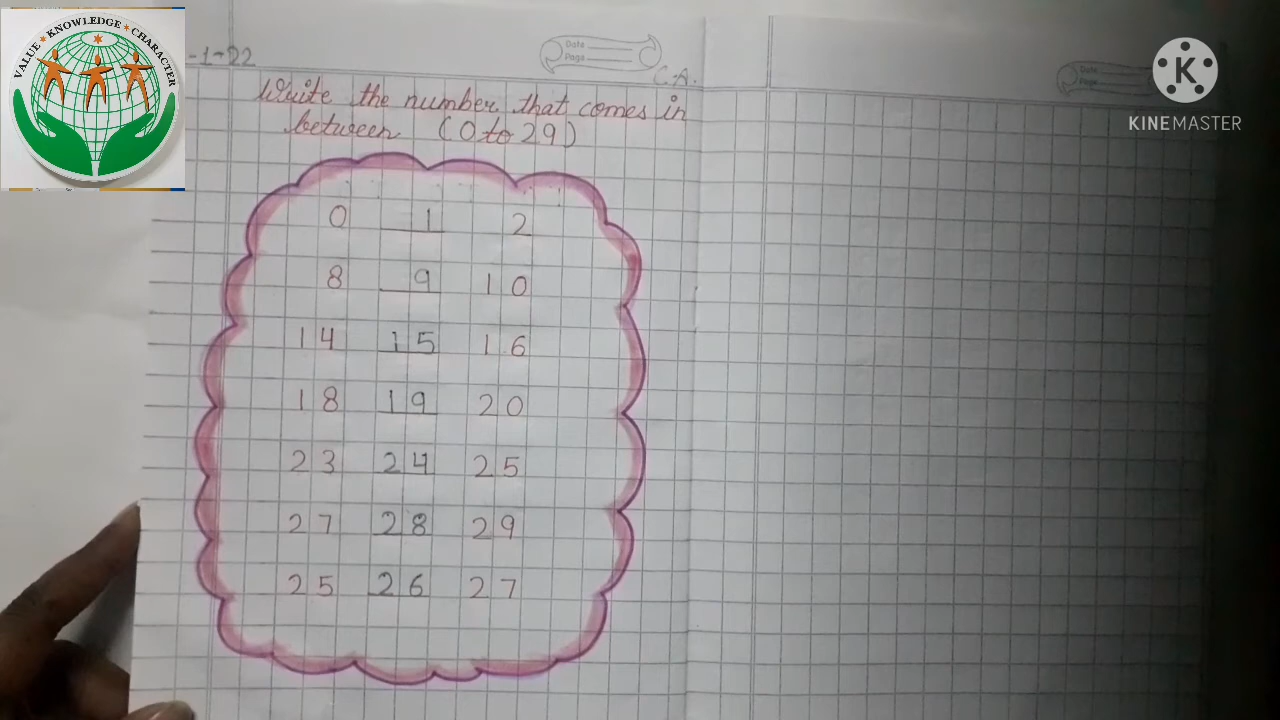 VALUE * KNOWLEDGE * CHARACTER
-1-22
Date
Page
C.A.
Date
Page
K
KINEMASTER
Write the number that comes in
between (0 to 29)
0 1 2
8 9 10
14 15 16
18 19 20
23 24 25
27 28 29
25 26 27